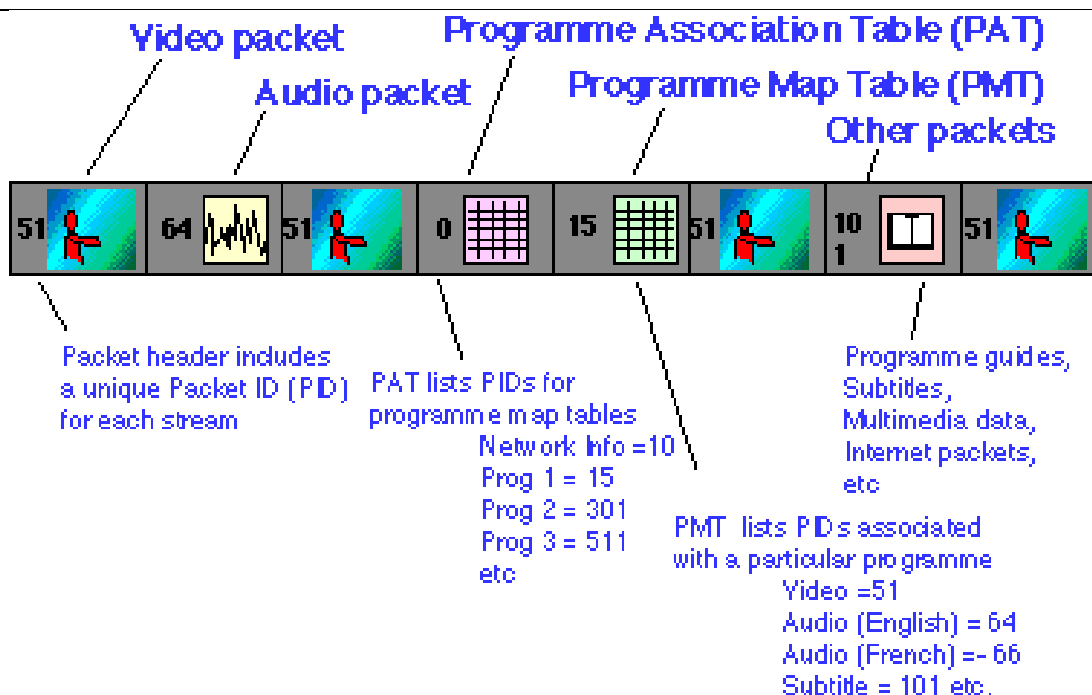 Video packet
Programme Association Table (PAT)
Audio packet
Programme Map Table (PMT)
Other packets
51
64
51
0
15
51
10
1
51
Packet header includes
a unique Packet ID (PID)
for each stream
PAT lists PIDs for
programme map tables
Network Info =10
Prog 1 = 15
Prog 2 = 301
Prog 3 = 511
etc
PMT lists PIDs associated
with a particular programme
Video =51
Audio (English) = 64
Audio (French) =- 66
Subtitle = 101 etc.
Programme guides,
Subtitles,
Multimedia data,
Internet packets,
etc